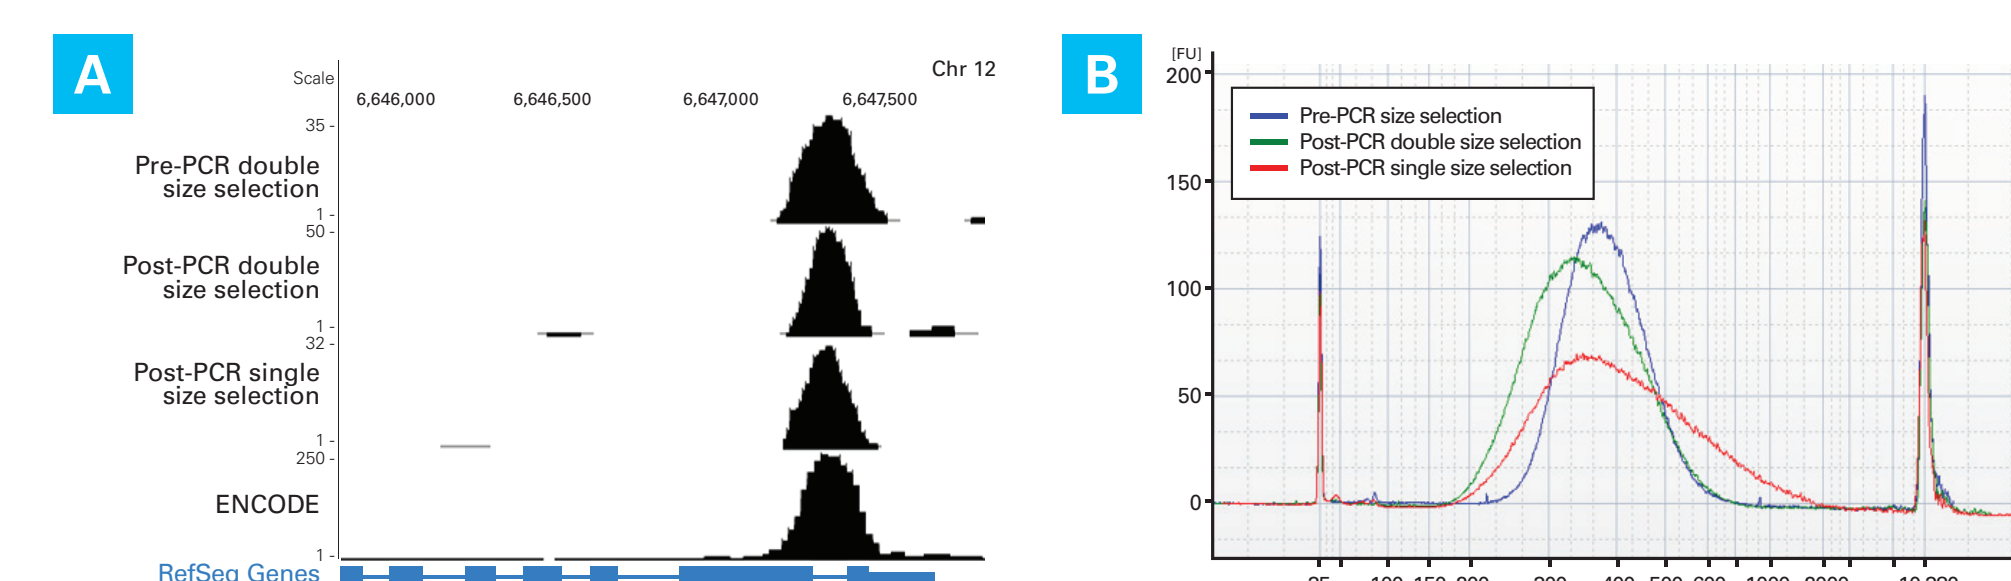 A
Chr 12
Scale
6,646,000 6,646,500 6,647,000 6,647,500
35 -
Pre-PCR double
size selection
1 -
50 -
Post-PCR double
size selection
1 -
32 -
Post-PCR single
size selection
1 -
250 -
ENCODE
1 -
RefSeq Genes
B
[FU]
200
Pre-PCR size selection
Post-PCR double size selection
Post-PCR single size selection
150
100
50
0